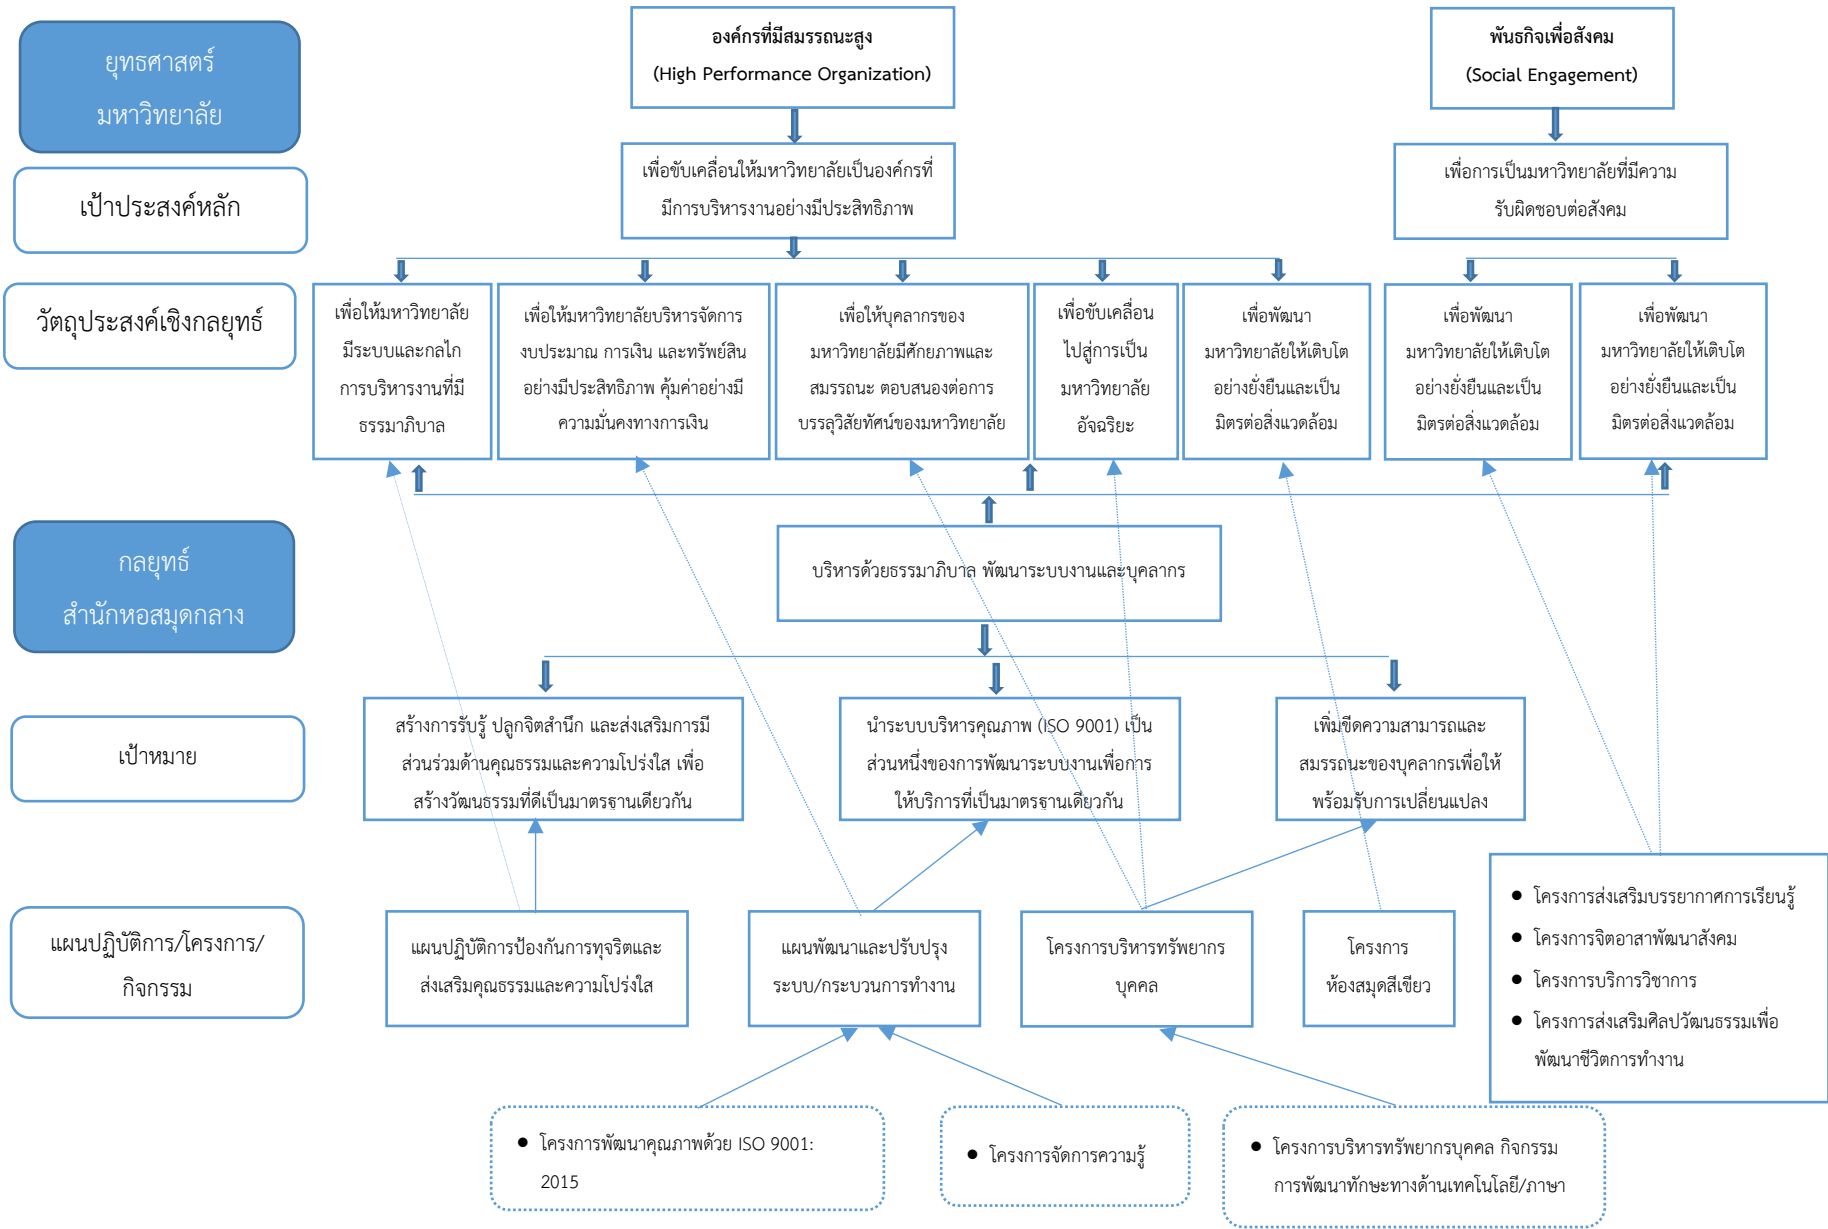 ยุทธศาสตร์
มหาวิทยาลัย
องค์กรที่มีสมรรถนะสูง
(High Performance Organization)
พันธกิจเพื่อสังคม
(Social Engagement)
เป้าประสงค์หลัก
เพื่อขับเคลื่อนให้มหาวิทยาลัยเป็นองค์กรที่
มีการบริหารงานอย่างมีประสิทธิภาพ
เพื่อการเป็นมหาวิทยาลัยที่มีความ
รับผิดชอบต่อสังคม
วัตถุประสงค์เชิงกลยุทธ์
เพื่อให้มหาวิทยาลัย
มีระบบและกลไก
การบริหารงานที่มี
ธรรมาภิบาล
เพื่อให้มหาวิทยาลัยบริหารจัดการ
งบประมาณ การเงิน และทรัพย์สิน
อย่างมีประสิทธิภาพ คุ้มค่าอย่างมี
ความมั่นคงทางการเงิน
เพื่อให้บุคลากรของ
มหาวิทยาลัยมีศักยภาพและ
สมรรถนะ ตอบสนองต่อการ
บรรลุวิสัยทัศน์ของมหาวิทยาลัย
เพื่อขับเคลื่อน
ไปสู่การเป็น
มหาวิทยาลัย
อัจฉริยะ
เพื่อพัฒนา
มหาวิทยาลัยให้เติบโต
อย่างยั่งยืนและเป็น
มิตรต่อสิ่งแวดล้อม
เพื่อพัฒนา
มหาวิทยาลัยให้เติบโต
อย่างยั่งยืนและเป็น
มิตรต่อสิ่งแวดล้อม
เพื่อพัฒนา
มหาวิทยาลัยให้เติบโต
อย่างยั่งยืนและเป็น
มิตรต่อสิ่งแวดล้อม
กลยุทธ์
สำนักหอสมุดกลาง
บริหารด้วยธรรมาภิบาล พัฒนาระบบงานและบุคลากร
เป้าหมาย
สร้างการรับรู้ ปลูกจิตสำนึก และส่งเสริมการมี
ส่วนร่วมด้านคุณธรรมและความโปร่งใส เพื่อ
สร้างวัฒนธรรมที่ดีเป็นมาตรฐานเดียวกัน
นำระบบบริหารคุณภาพ (ISO 9001) เป็น
ส่วนหนึ่งของการพัฒนาระบบงานเพื่อการ
ให้บริการที่เป็นมาตรฐานเดียวกัน
เพิ่มขีดความสามารถและ
สมรรถนะของบุคลากรเพื่อให้
พร้อมรับการเปลี่ยนแปลง
แผนปฏิบัติการ/โครงการ/
กิจกรรม
แผนปฏิบัติการป้องกันการทุจริตและ
ส่งเสริมคุณธรรมและความโปร่งใส
แผนพัฒนาและปรับปรุง
ระบบ/กระบวนการทำงาน
โครงการบริหารทรัพยากร
บุคคล
โครงการ
ห้องสมุดสีเขียว
● โครงการส่งเสริมบรรยากาศการเรียนรู้
● โครงการจิตอาสาพัฒนาสังคม
● โครงการบริการวิชาการ
● โครงการส่งเสริมศิลปวัฒนธรรมเพื่อ
พัฒนาชีวิตการทำงาน
● โครงการพัฒนาคุณภาพด้วย ISO 9001:
2015
● โครงการจัดการความรู้
● โครงการบริหารทรัพยากรบุคคล กิจกรรม
การพัฒนาทักษะทางด้านเทคโนโลยี/ภาษา